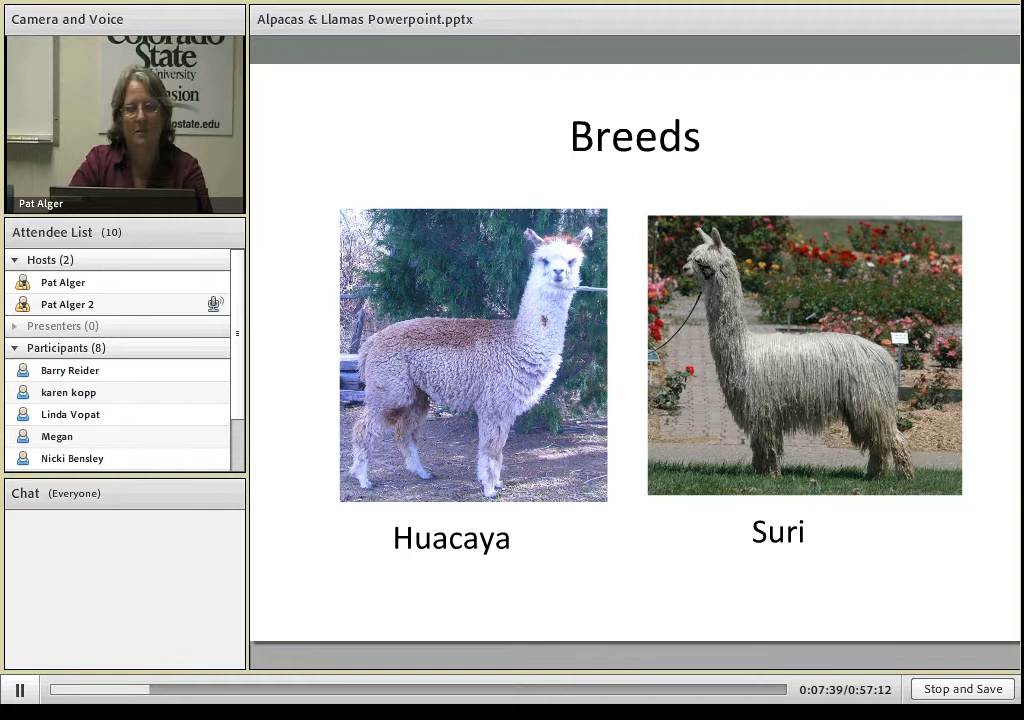 Camera and Voice
Colorado
State
University
ostate.edu
Pat Alger
Attendee List (10)
Hosts (2)
Pat Alger
Pat Alger 2
Presenters (0)
Participants (8)
Barry Reider
karen kopp
Linda Vopat
Megan
Nicki Bensley
Chat (Everyone)
Alpacas & Llamas Powerpoint.pptx
Breeds
Huacaya
Suri
0:07:39/0:57:12
Stop and Save